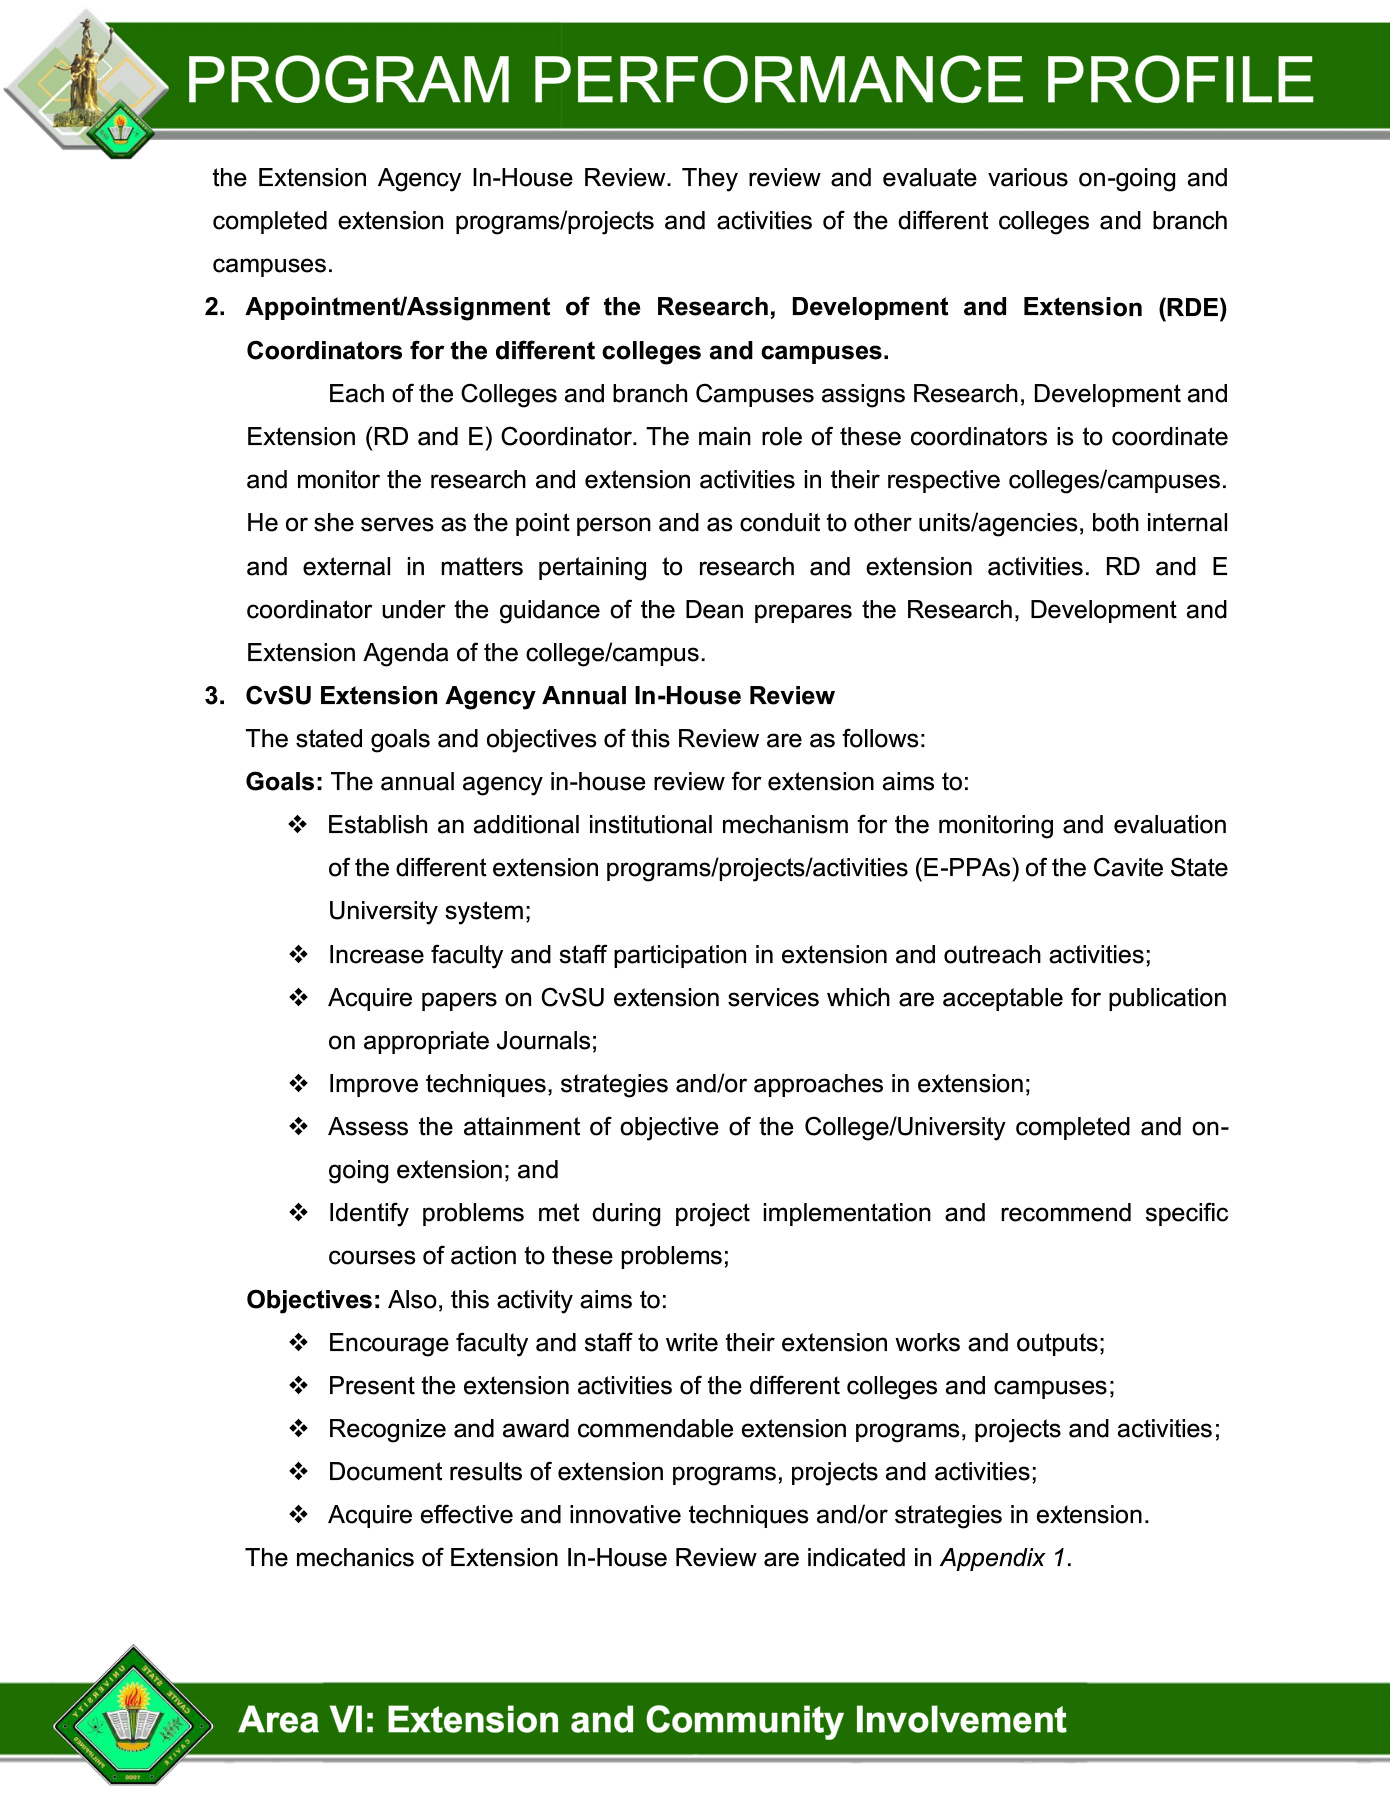 PROGRAM PERFORMANCE PROFILE
the Extension Agency In-House Review. They review and evaluate various on-going and
completed extension programs/projects and activities of the different colleges and branch
campuses.
2. Appointment/Assignment of the Research, Development and Extension (RDE)
Coordinators for the different colleges and campuses.
Each of the Colleges and branch Campuses assigns Research, Development and
Extension (RD and E) Coordinator. The main role of these coordinators is to coordinate
and monitor the research and extension activities in their respective colleges/campuses.
He or she serves as the point person and as conduit to other units/agencies, both internal
and external in matters pertaining to research and extension activities. RD and E
coordinator under the guidance of the Dean prepares the Research, Development and
Extension Agenda of the college/campus.
3. CvSU Extension Agency Annual In-House Review
The stated goals and objectives of this Review are as follows:
Goals: The annual agency in-house review for extension aims to:
❖ Establish an additional institutional mechanism for the monitoring and evaluation
of the different extension programs/projects/activities (E-PPAs) of the Cavite State
University system;
❖ Increase faculty and staff participation in extension and outreach activities;
❖ Acquire papers on CvSU extension services which are acceptable for publication
on appropriate Journals;
❖ Improve techniques, strategies and/or approaches in extension;
❖ Assess the attainment of objective of the College/University completed and on-
going extension; and
❖ Identify problems met during project implementation and recommend specific
courses of action to these problems;
Objectives: Also, this activity aims to:
❖ Encourage faculty and staff to write their extension works and outputs;
❖ Present the extension activities of the different colleges and campuses;
❖ Recognize and award commendable extension programs, projects and activities;
❖ Document results of extension programs, projects and activities;
❖ Acquire effective and innovative techniques and/or strategies in extension.
The mechanics of Extension In-House Review are indicated in Appendix 1.
CAVITE STATE UNIVERSITY
CAVITE PHILIPPINES
Area VI: Extension and Community Involvement